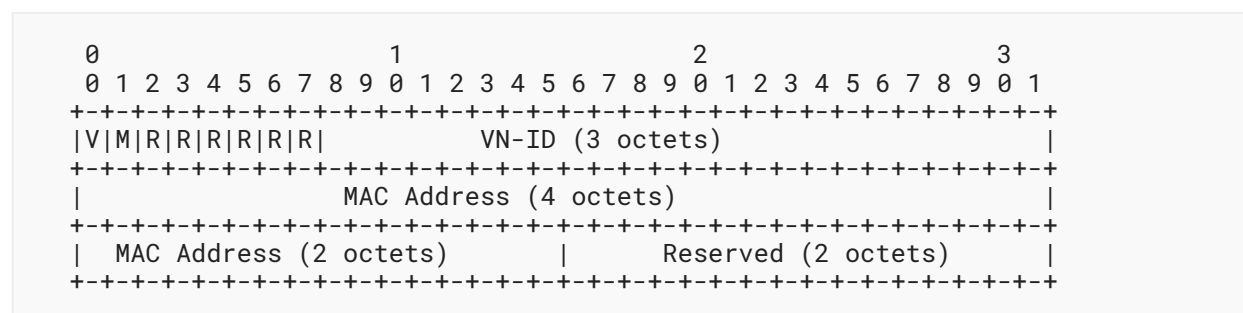 0                   1                   2                   3
 0 1 2 3 4 5 6 7 8 9 0 1 2 3 4 5 6 7 8 9 0 1 2 3 4 5 6 7 8 9 0 1
+-+-+-+-+-+-+-+-+-+-+-+-+-+-+-+-+-+-+-+-+-+-+-+-+-+-+-+-+-+-+-+-+
|V|M|R|R|R|R|R|R|          VN-ID (3 octets)                     |
+-+-+-+-+-+-+-+-+-+-+-+-+-+-+-+-+-+-+-+-+-+-+-+-+-+-+-+-+-+-+-+-+
|                 MAC Address (4 octets)                        |
+-+-+-+-+-+-+-+-+-+-+-+-+-+-+-+-+-+-+-+-+-+-+-+-+-+-+-+-+-+-+-+-+
|  MAC Address (2 octets)       |      Reserved (2 octets)      |
+-+-+-+-+-+-+-+-+-+-+-+-+-+-+-+-+-+-+-+-+-+-+-+-+-+-+-+-+-+-+-+-+